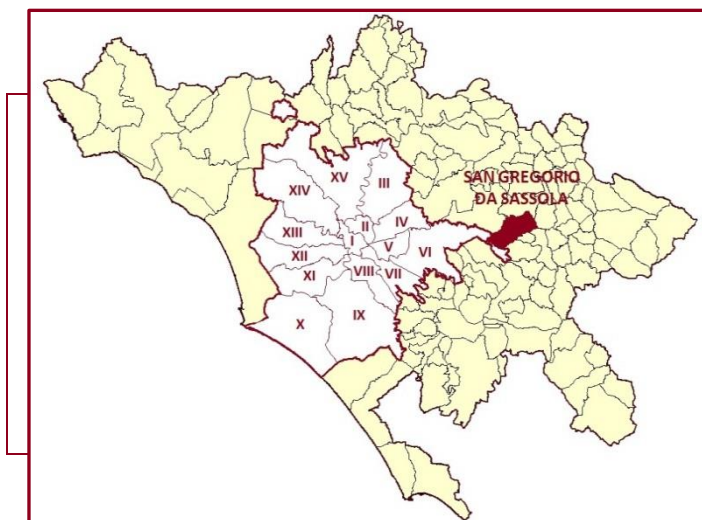 XV
III
XIV
SAN GREGORIO
DA SASSOLA
II
IV
XIII
I
V
VI
XII
XI
VIII
VII
IX
X